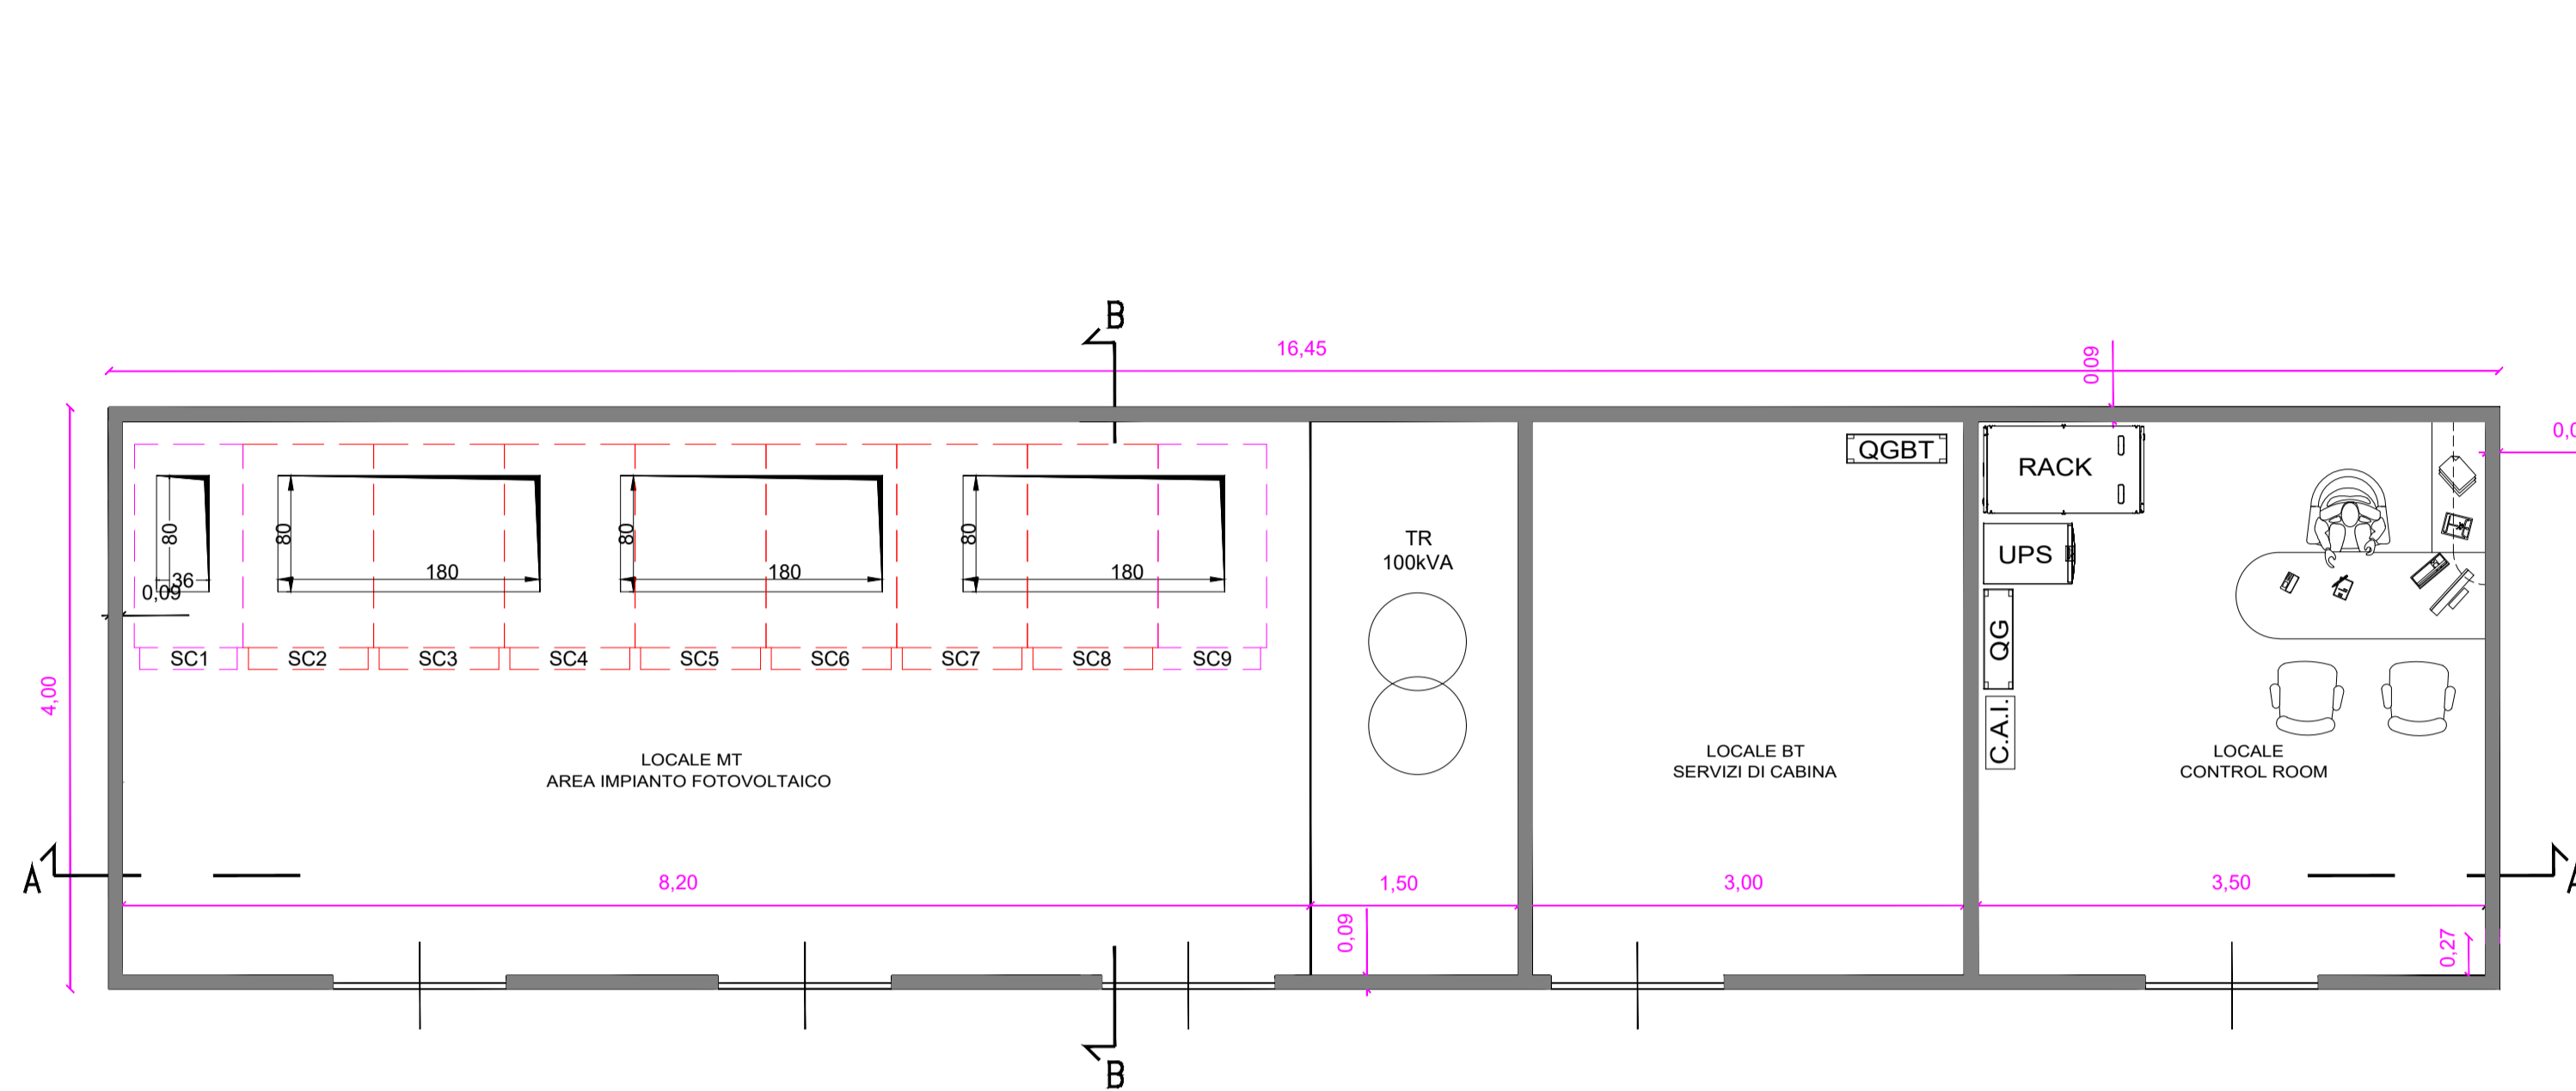 B
16,45
0,09
4,00
0,0
80
36
0,09
80
180
80
180
80
180
SC1
SC2
SC3
SC4
SC5
SC6
SC7
SC8
SC9
TR
100kVA
QGBT
RACK
UPS
QG
C.A.I.
LOCALE MT
AREA IMPIANTO FOTOVOLTAICO
LOCALE BT
SERVIZI DI CABINA
LOCALE
CONTROL ROOM
A
8,20
1,50
3,00
3,50
A
0,09
0,27
B